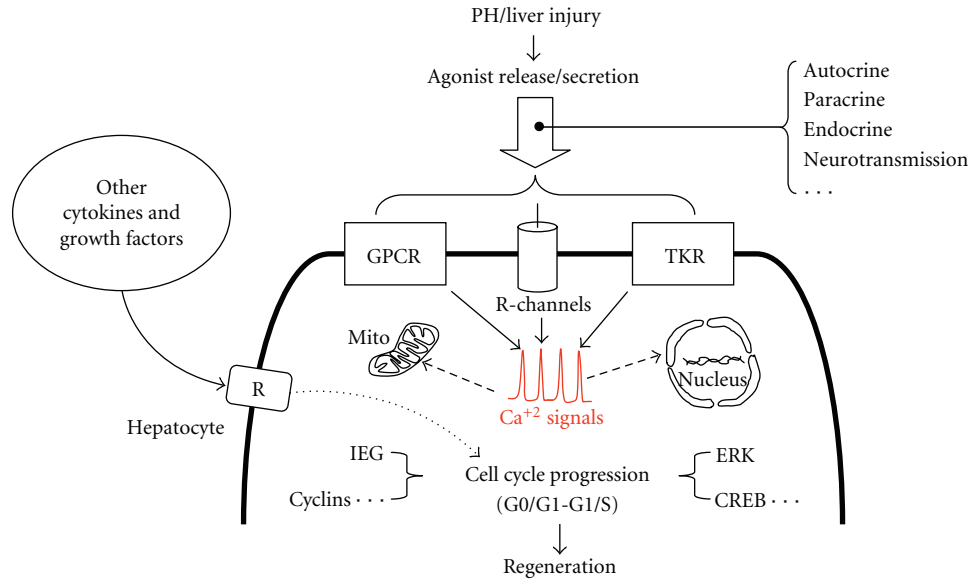 PH/liver injury
Agonist release/secretion
Autocrine
Paracrine
Endocrine
Neurotransmission
. . .
Other
cytokines and
growth factors
GPCR
TKR
R-channels
Mito
Nucleus
Ca⁺² signals
R
Hepatocyte
IEG
Cyclins · · ·
Cell cycle progression
(G0/G1-G1/S)
ERK
CREB · · ·
Regeneration